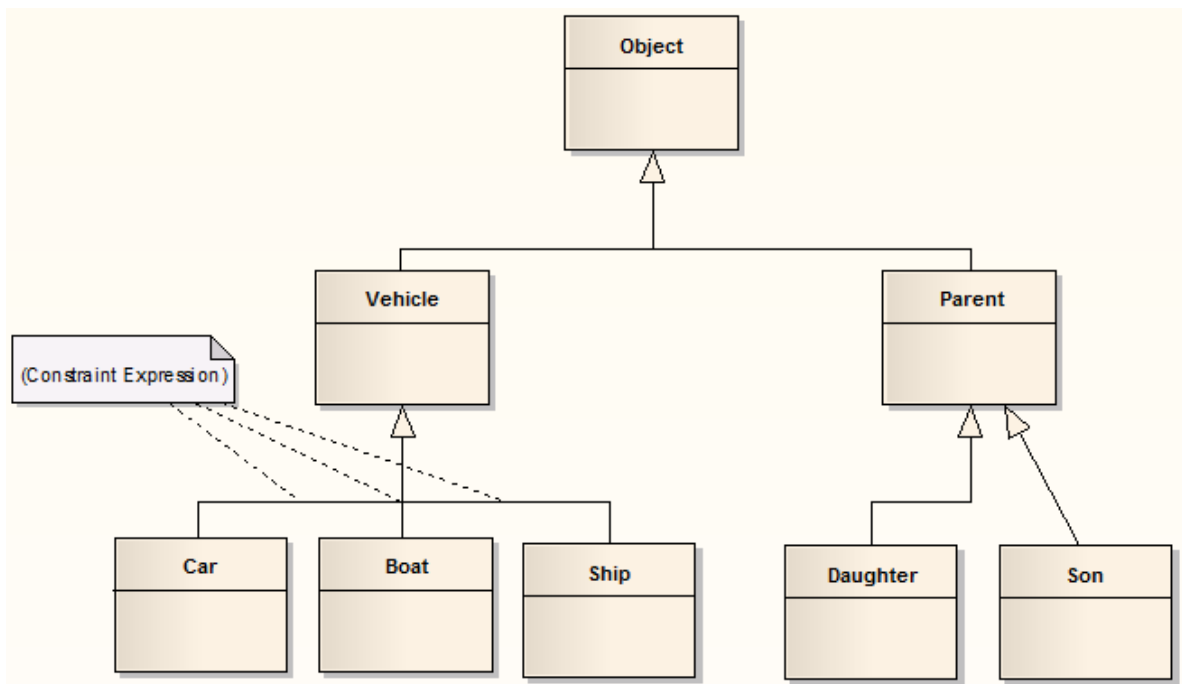 Object
Vehicle
Parent
(Constraint Expression)
Car
Boat
Ship
Daughter
Son